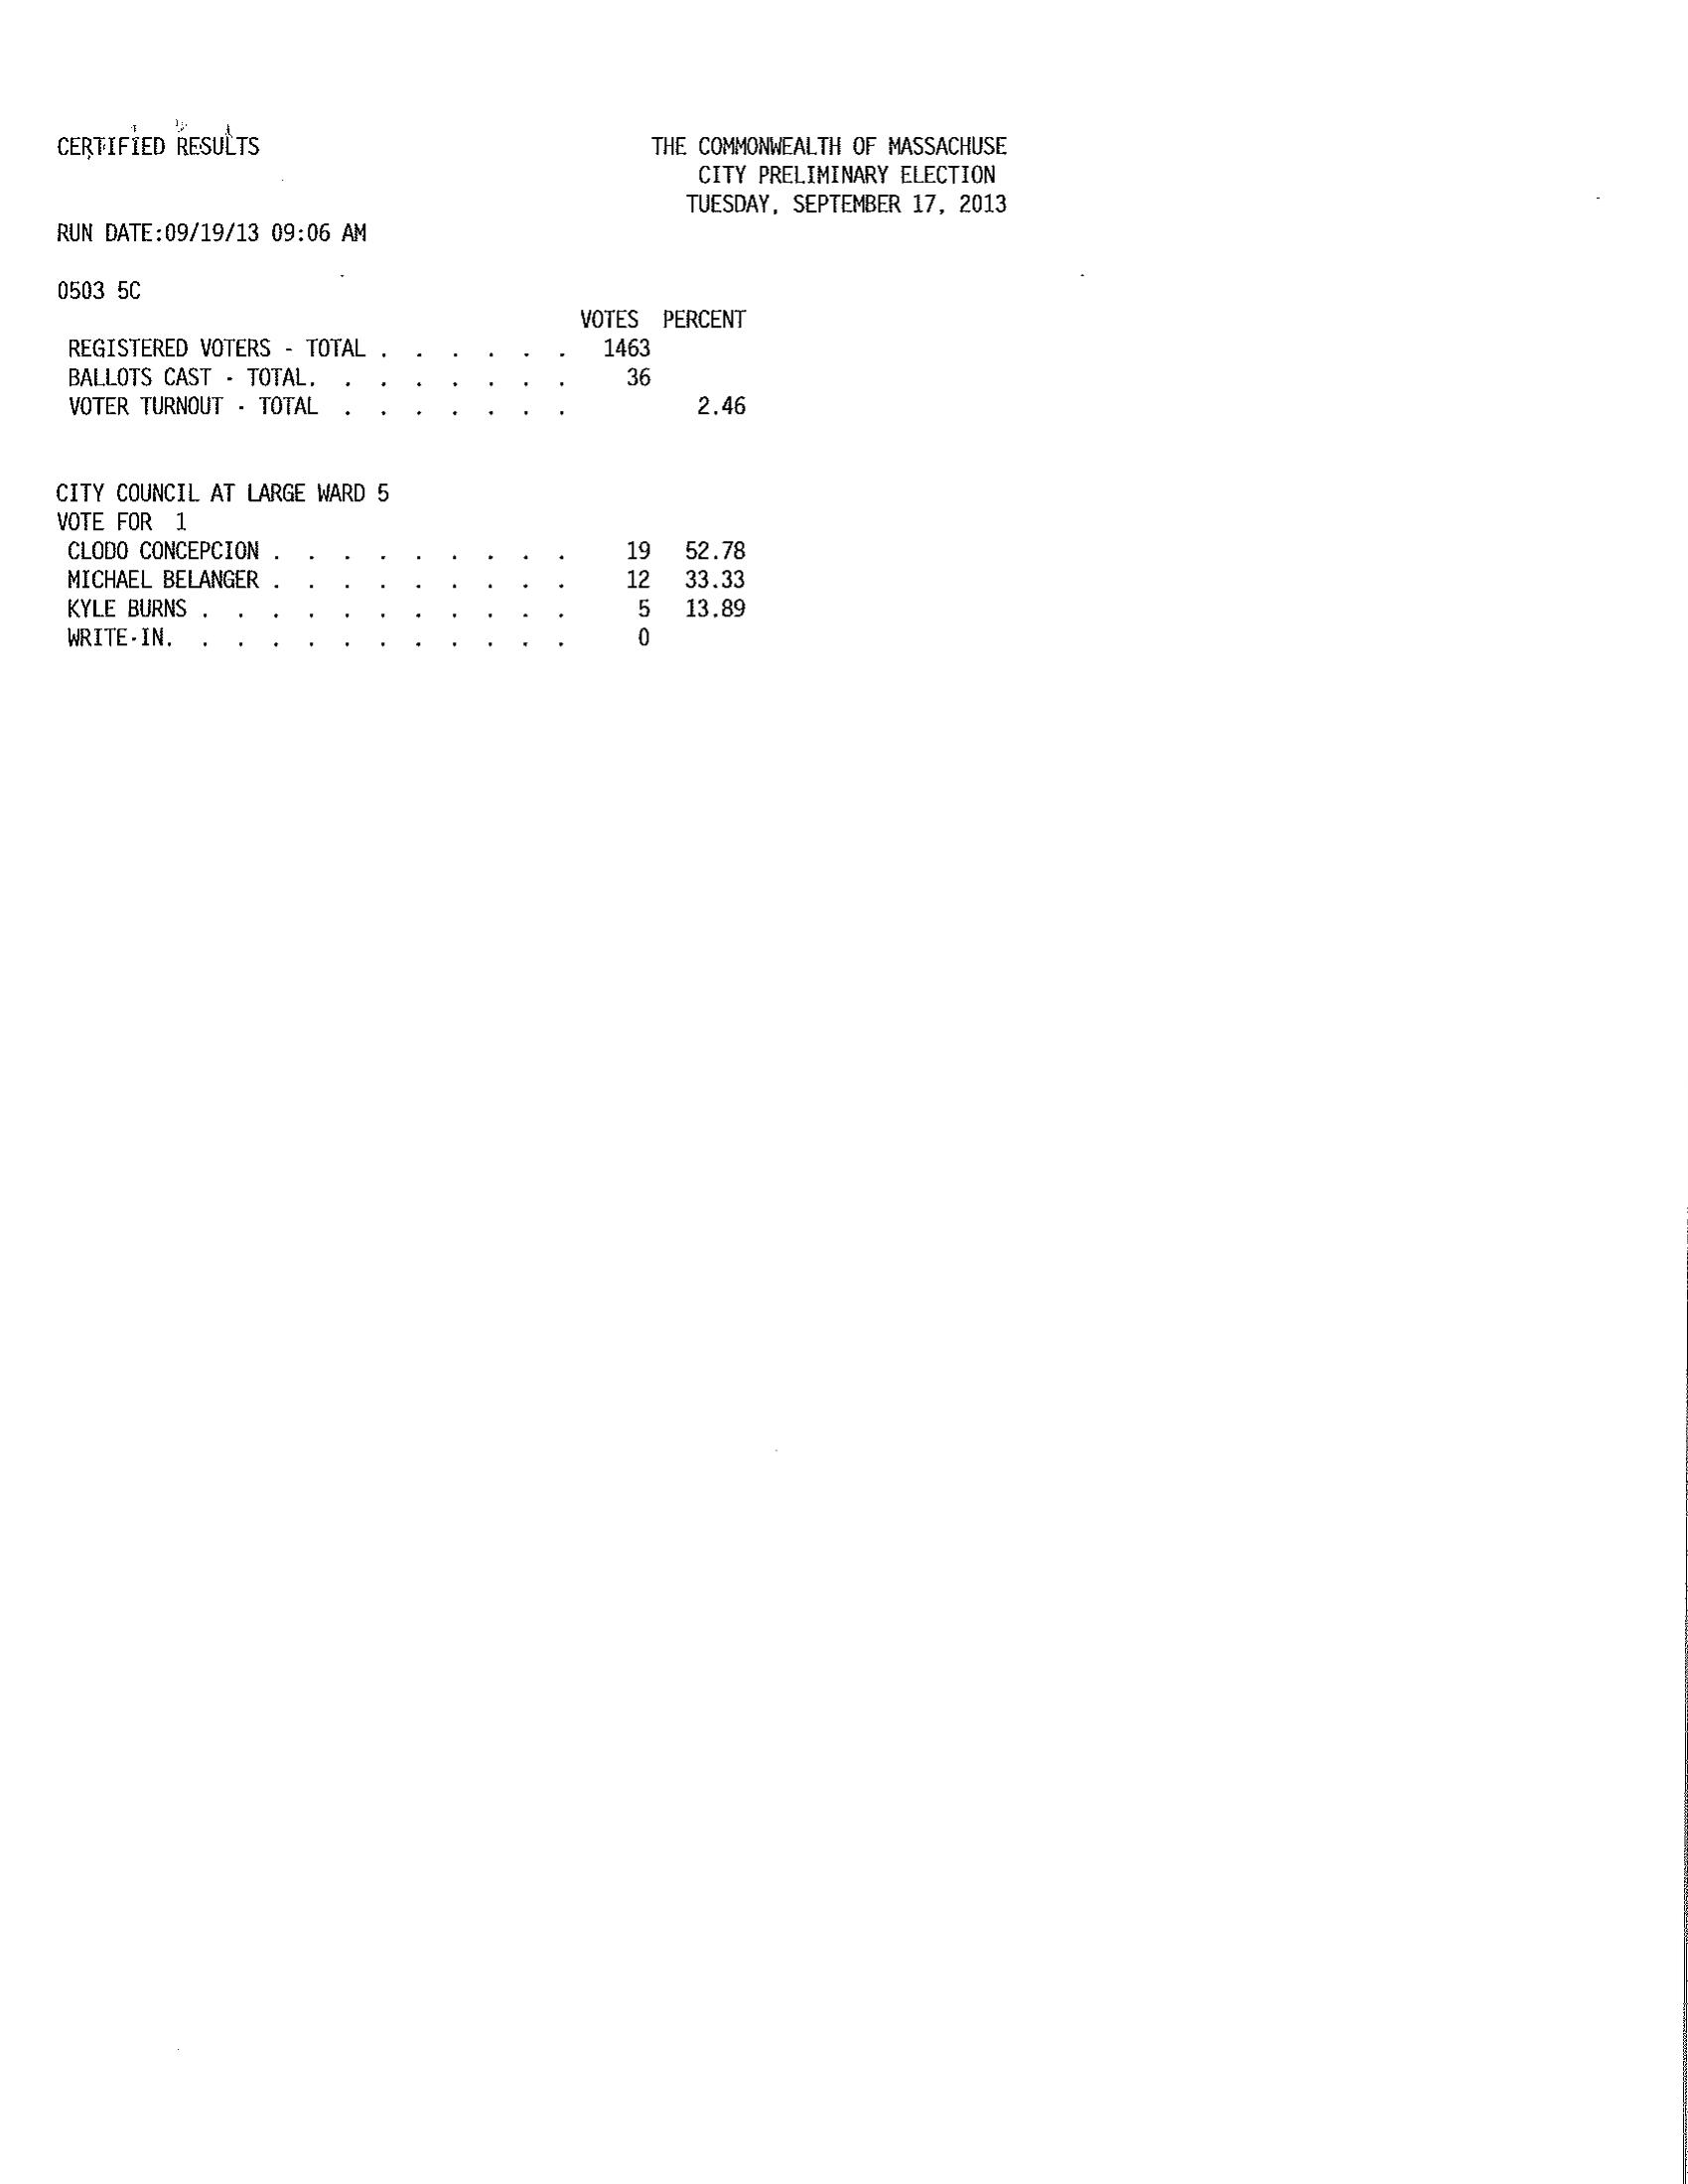 CERTIFIED RESULTS
THE COMMONWEALTH OF MASSACHUSE
CITY PRELIMINARY ELECTION
TUESDAY, SEPTEMBER 17, 2013
RUN DATE:09/19/13 09:06 AM
0503 5C
VOTES PERCENT
REGISTERED VOTERS - TOTAL . . . . . . 1463
BALLOTS CAST - TOTAL. . . . . . . . 36
VOTER TURNOUT - TOTAL . . . . . . . 2.46
CITY COUNCIL AT LARGE WARD 5
VOTE FOR 1
CLODO CONCEPCION . . . . . . . . . 19 52.78
MICHAEL BELANGER . . . . . . . . . 12 33.33
KYLE BURNS . . . . . . . . . . . 5 13.89
WRITE-IN. . . . . . . . . . . . 0